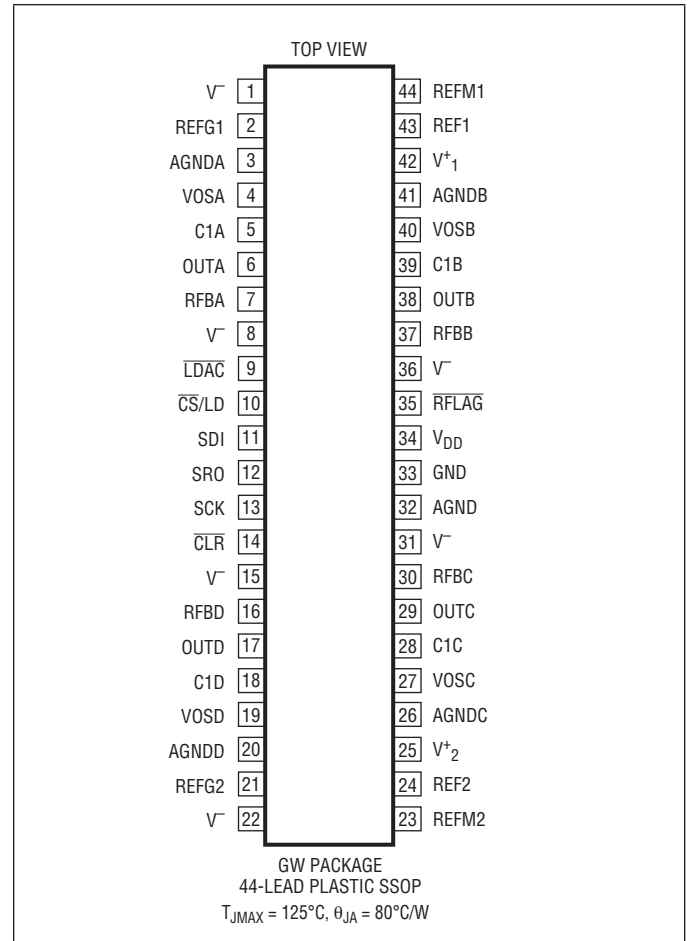 TOP VIEW
V– 1 44 REFM1
REFG1 2 43 REF1
AGNDA 3 42 V+1
VOSA 4 41 AGNDB
C1A 5 40 VOSB
OUTA 6 39 C1B
RFBA 7 38 OUTB
V– 8 37 RFBB
LDAC 9 36 V–
CS/LD 10 35 RFLAG
SDI 11 34 VDD
SRO 12 33 GND
SCK 13 32 AGND
CLR 14 31 V–
V– 15 30 RFBC
RFBD 16 29 OUTC
OUTD 17 28 C1C
C1D 18 27 VOSC
VOSD 19 26 AGNDC
AGNDD 20 25 V+2
REFG2 21 24 REF2
V– 22 23 REFM2
GW PACKAGE
44-LEAD PLASTIC SSOP
TJMAX = 125°C, θJA = 80°C/W